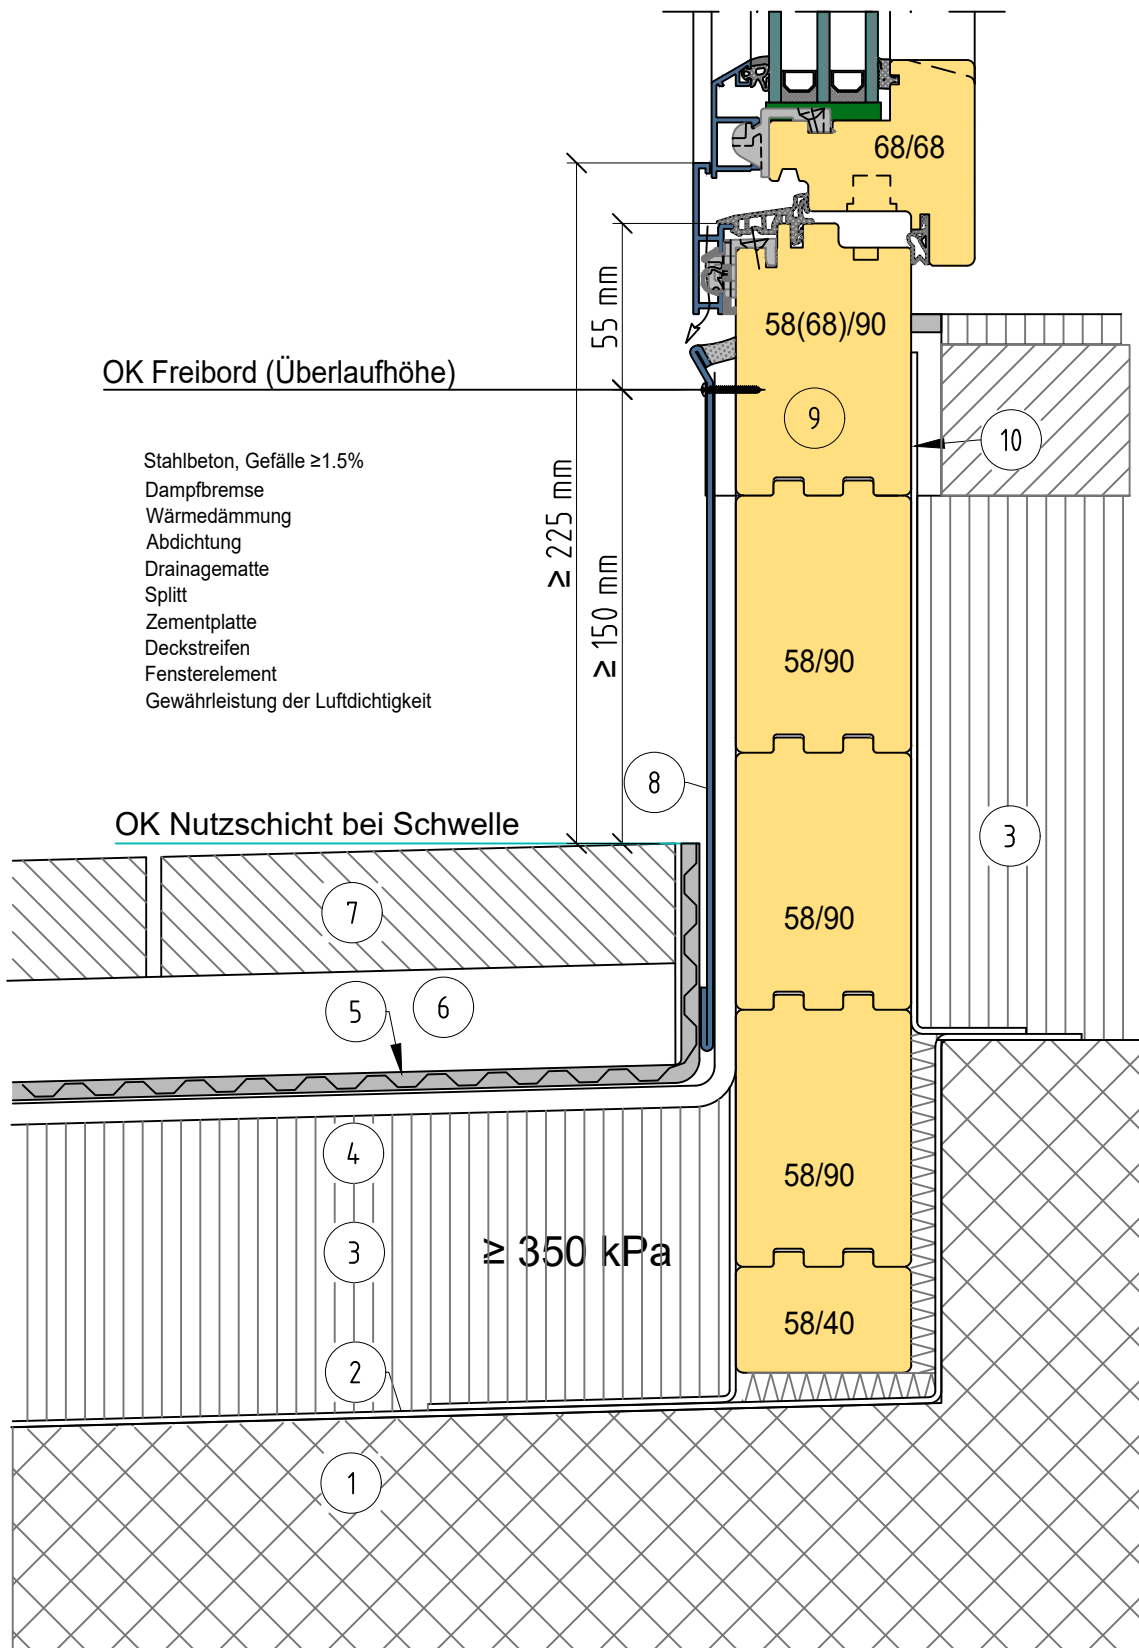 68/68
55 mm
58(68)/90
OK Freibord (Überlaufhöhe)
9
10
Stahlbeton, Gefälle ≥1.5%
Dampfbremse
Wärmedämmung
Abdichtung
Drainagematte
Splitt
Zementplatte
Deckstreifen
Fensterelement
Gewährleistung der Luftdichtigkeit
≥ 225 mm
≥ 150 mm
58/90
8
OK Nutzschicht bei Schwelle
3
7
58/90
5
6
4
58/90
3
≥ 350 kPa
58/40
2
1